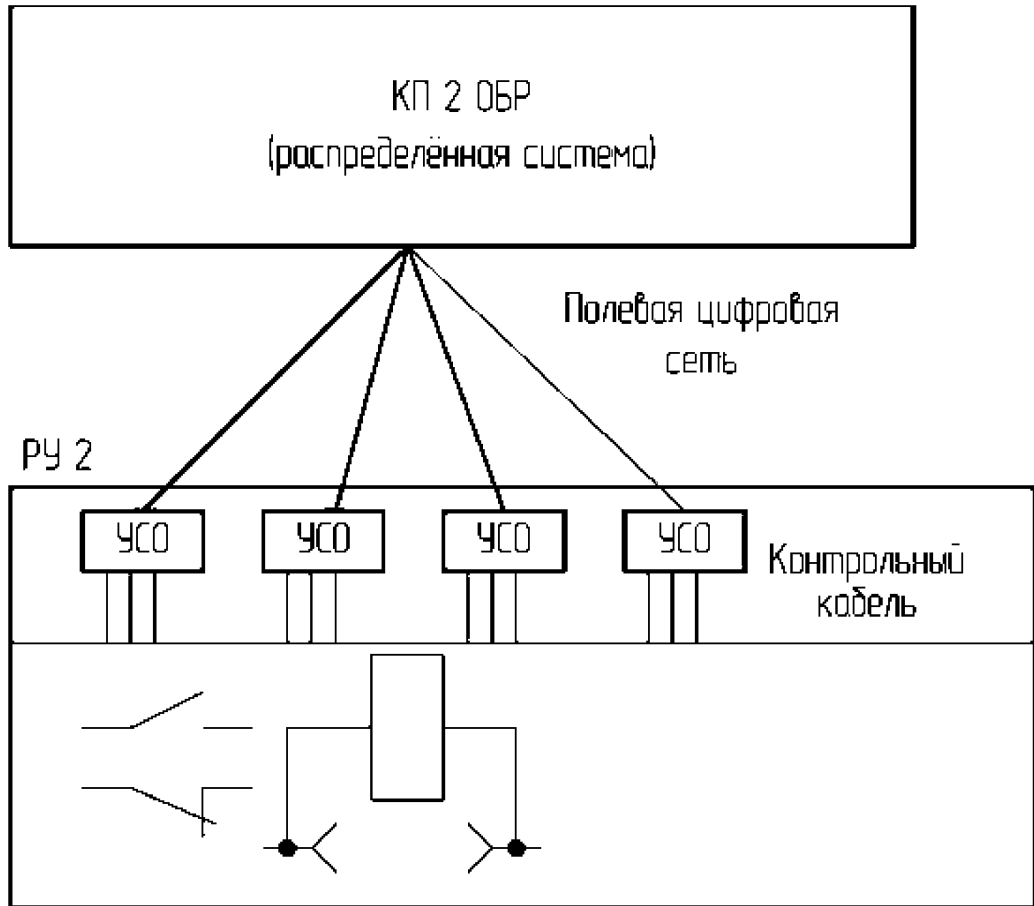 КП 2 ОБР
(распределённая система)
Полевая цифровая
сеть
РУ 2
УСО
УСО
УСО
УСО
Контрольный
кабель